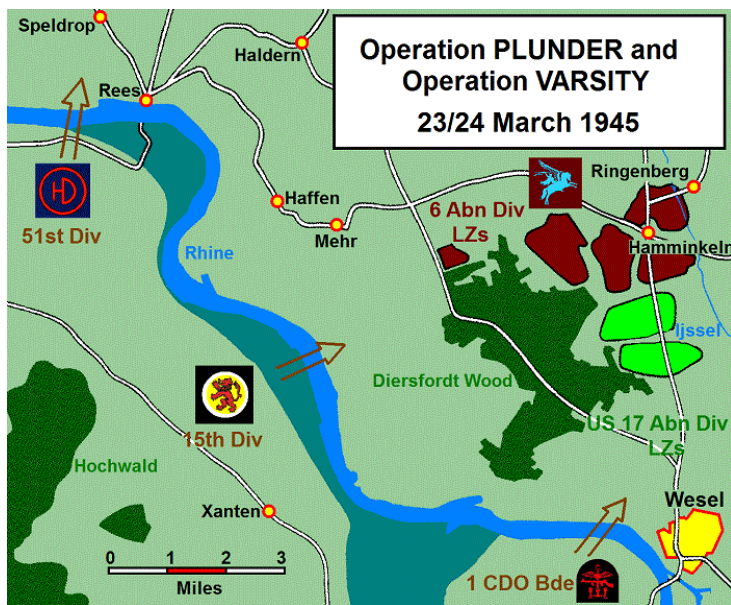 Operation PLUNDER and
Operation VARSITY
23/24 March 1945
Speldrop
Haldern
Rees
HD
51st Div
Haffen
Mehr
Rhine
6 Abn Div
LZs
Ringenberg
Hamminkeln
Ijssel
Diersfordt Wood
US 17 Abn Div
LZs
15th Div
Hochwald
Xanten
Wesel
1 CDO Bde
0 1 2 3
Miles